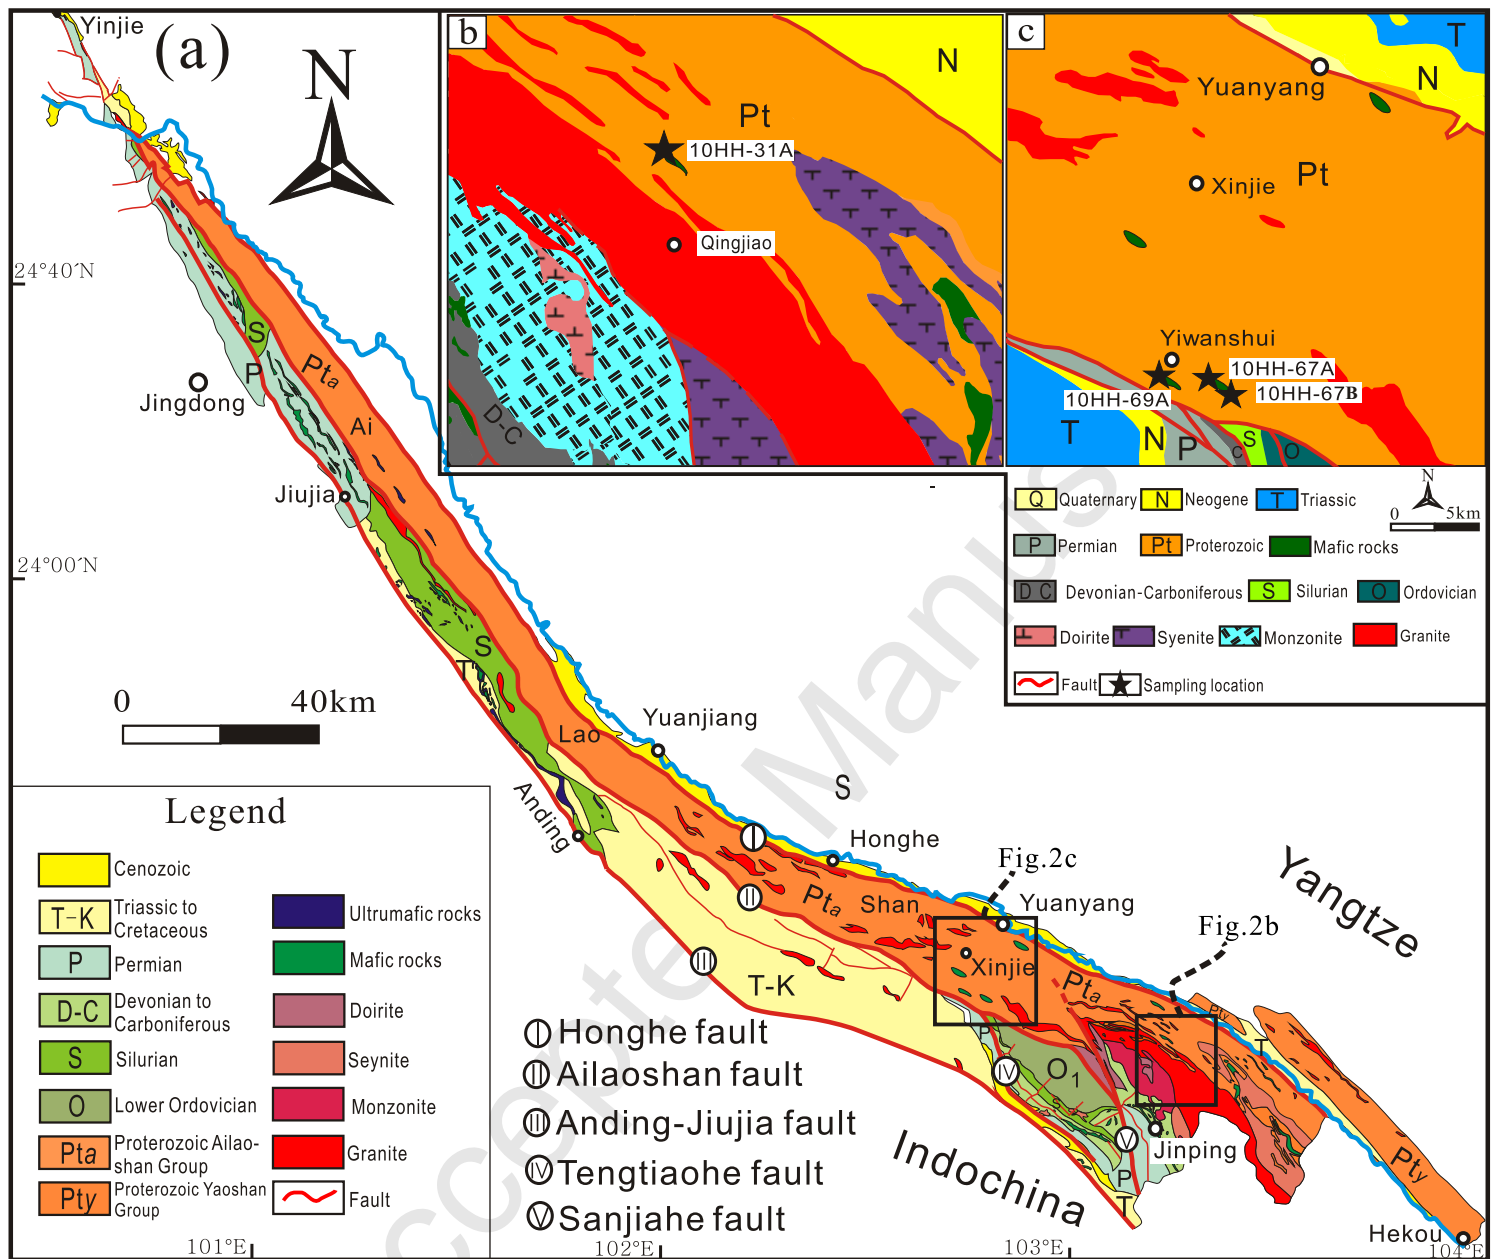 Yinjie
(a)
N
24°40′N
S
P
Pta
Jingdong
Ai
Jiujia
24°00′N
S
T
0 40km
Lao
Yuanjiang
Anding
S
I
Honghe
II
Pta
Shan
Fig.2c
Yuanyang
Fig.2b
Yangtze
III
Xinjie
T-K
Pta
Pty
T
P
IV
O1
V
Jinping
P
T
Pty
Indochina
Hekou
101°E
102°E
103°E
104°E
I Honghe fault
II Ailaoshan fault
III Anding-Jiujia fault
IV Tengtiaohe fault
V Sanjiahe fault
Legend
Cenozoic
T-K Triassic to
Cretaceous
P Permian
D-C Devonian to
Carboniferous
S Silurian
O Lower Ordovician
Pta Proterozoic Ailao-
shan Group
Pty Proterozoic Yaoshan
Group
Ultrumafic rocks
Mafic rocks
Doirite
Seynite
Monzonite
Granite
Fault
b
N
Pt
10HH-31A
Qingjiao
D-C
c
T
N
Yuanyang
Xinjie
Pt
Yiwanshui
10HH-67A
10HH-69A
10HH-67B
T
N
P
C
S
O
Q Quaternary
N Neogene
T Triassic
N
0 5km
P Permian
Pt Proterozoic
Mafic rocks
D C Devonian-Carboniferous
S Silurian
O Ordovician
Doirite
Syenite
Monzonite
Granite
Fault
Sampling location
ccepte Manus